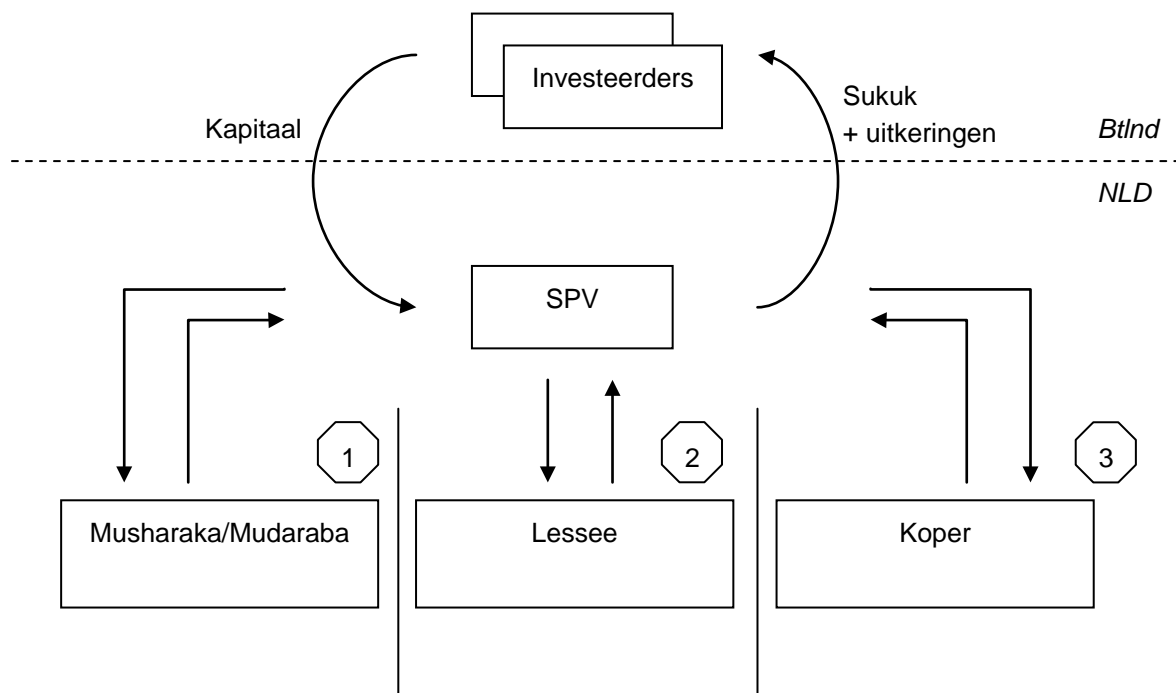 Investeerders
Kapitaal
Sukuk
+ uitkeringen
Btlnd
NLD
SPV
1
2
3
Musharaka/Mudaraba
Lessee
Koper